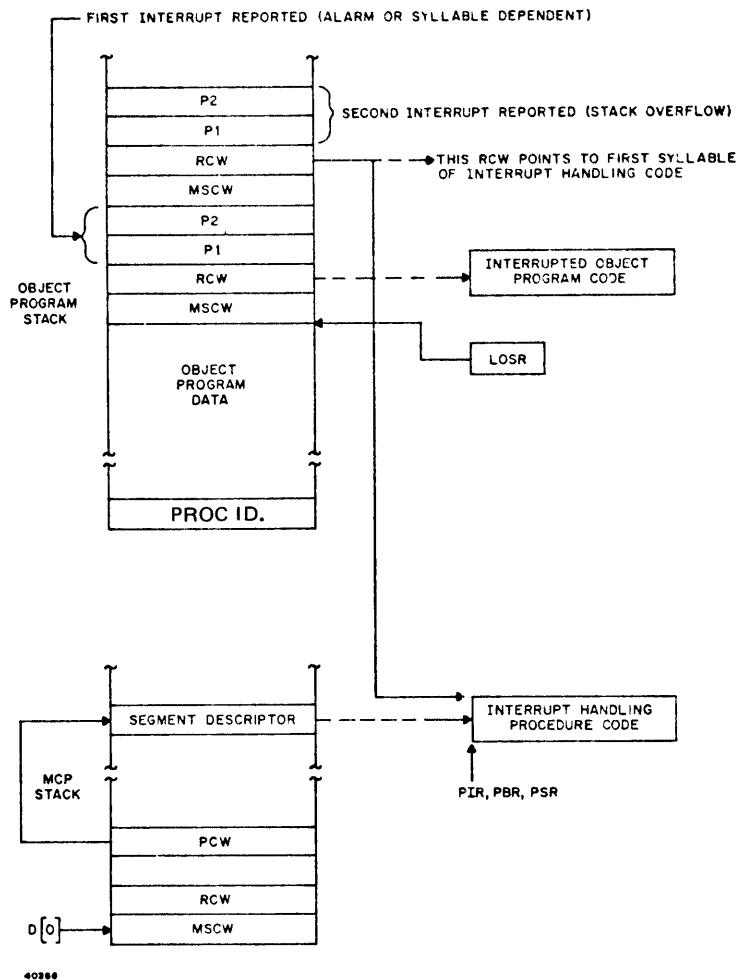 FIRST INTERRUPT REPORTED (ALARM OR SYLLABLE DEPENDENT)
P2
P1
SECOND INTERRUPT REPORTED (STACK OVERFLOW)
RCW
THIS RCW POINTS TO FIRST SYLLABLE
OF INTERRUPT HANDLING CODE
MSCW
P2
P1
OBJECT
PROGRAM
STACK
RCW
INTERRUPTED OBJECT
PROGRAM CODE
MSCW
LOSR
OBJECT
PROGRAM
DATA
PROC ID.
SEGMENT DESCRIPTOR
INTERRUPT HANDLING
PROCEDURE CODE
MCP
STACK
PIR, PBR, PSR
PCW
RCW
D[0]
MSCW
40366